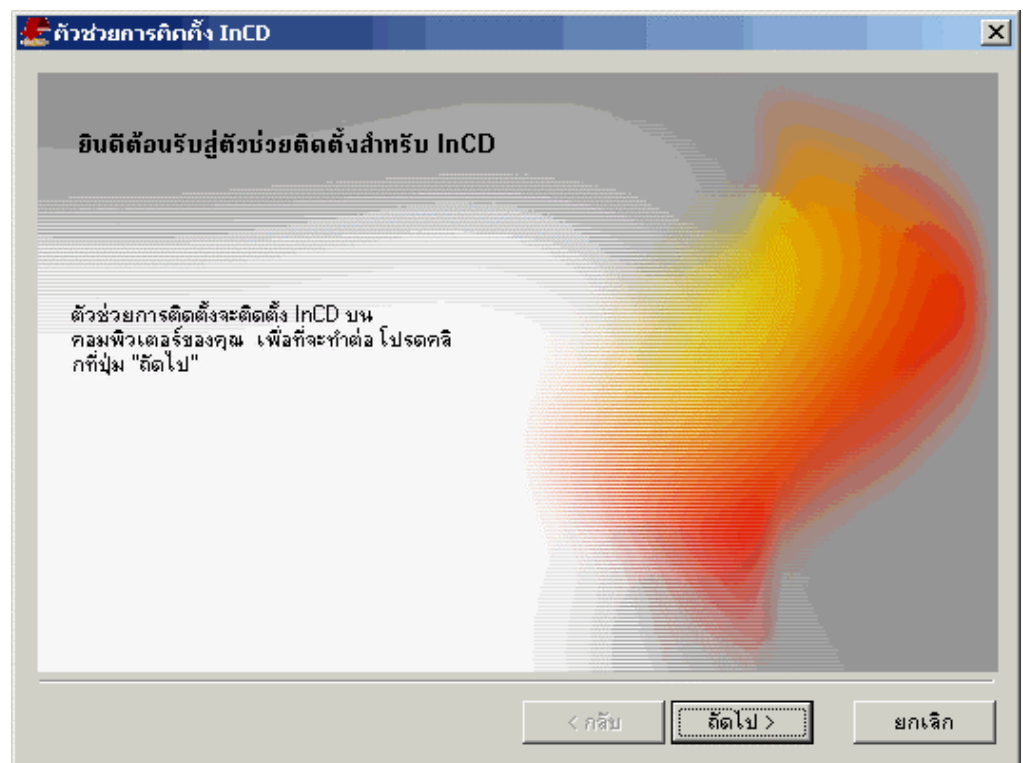 ตัวช่วยการติดตั้ง InCD
ยินดีต้อนรับสู่ตัวช่วยติดตั้งสำหรับ InCD
ตัวช่วยการติดตั้งจะติดตั้ง InCD บน
คอมพิวเตอร์ของคุณ เพื่อที่จะทำต่อ โปรดคลิ
กที่ปุ่ม "ถัดไป"
< กลับ
ถัดไป >
ยกเลิก